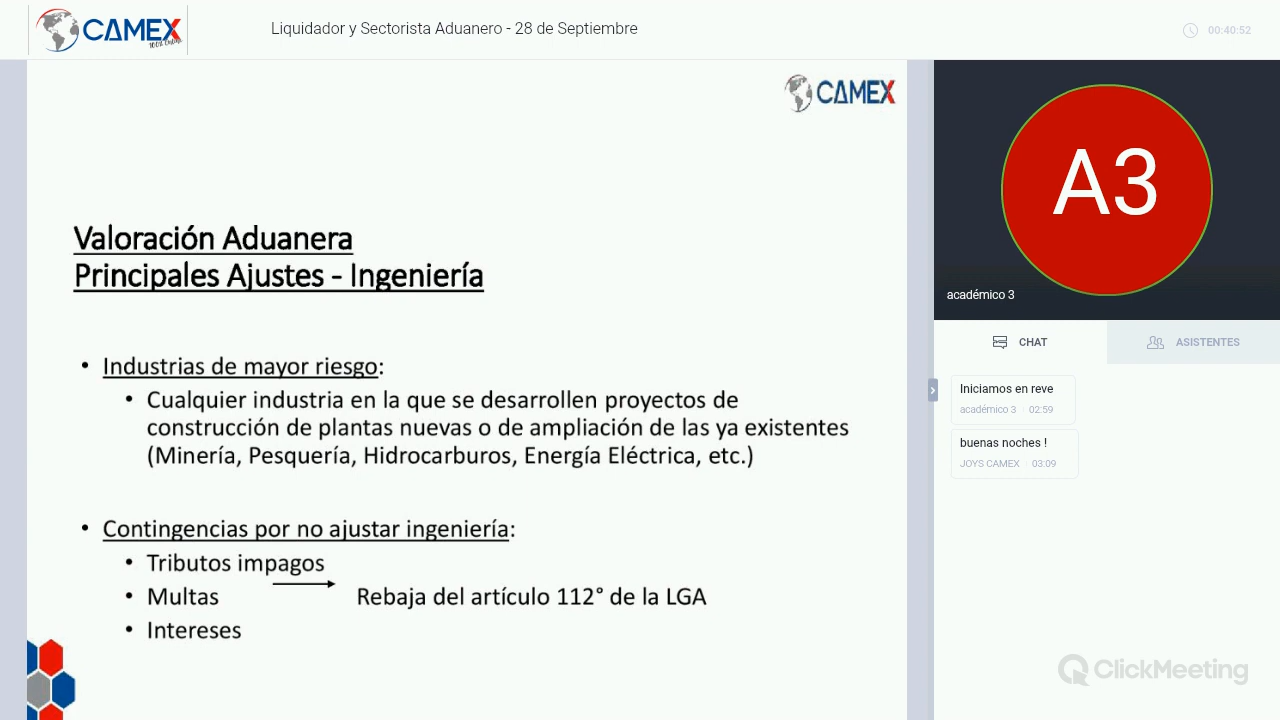 CAMEX
100% Online
Liquidador y Sectorista Aduanero - 28 de Septiembre
00:40:52
CAMEX
Valoración Aduanera
Principales Ajustes - Ingeniería
• Industrias de mayor riesgo:
• Cualquier industria en la que se desarrollen proyectos de
construcción de plantas nuevas o de ampliación de las ya existentes
(Minería, Pesquería, Hidrocarburos, Energía Eléctrica, etc.)
• Contingencias por no ajustar ingeniería:
• Tributos impagos
• Multas Rebaja del artículo 112° de la LGA
• Intereses
A3
académico 3
CHAT
ASISTENTES
Iniciamos en reve
académico 3 02:59
buenas noches !
JOYS CAMEX 03:09
ClickMeeting